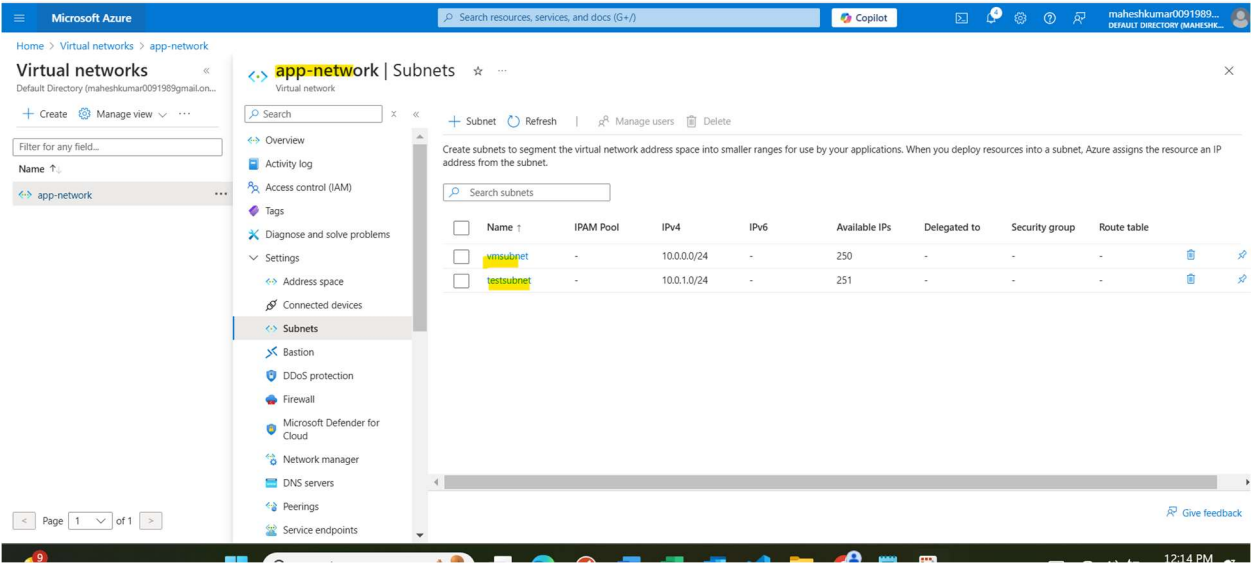 Microsoft Azure
Search resources, services, and docs (G+/)
Copilot
4
maheshkumar0091989...
DEFAULT DIRECTORY (MAHESHK...
Home > Virtual networks > app-network
Virtual networks
Default Directory (maheshkumar0091989gmail.on...
+ Create Manage view ...
Filter for any field...
Name ↑
app-network ...
Page 1 of 1
app-network | Subnets
Virtual network
Search
Overview
Activity log
Access control (IAM)
Tags
Diagnose and solve problems
Settings
Address space
Connected devices
Subnets
Bastion
DDoS protection
Firewall
Microsoft Defender for
Cloud
Network manager
DNS servers
Peerings
Service endpoints
+ Subnet Refresh | Manage users Delete
Create subnets to segment the virtual network address space into smaller ranges for use by your applications. When you deploy resources into a subnet, Azure assigns the resource an IP
address from the subnet.
Search subnets
Name ↑ IPAM Pool IPv4 IPv6 Available IPs Delegated to Security group Route table
vmsubnet - 10.0.0.0/24 - 250 - - -
testsubnet - 10.0.1.0/24 - 251 - - -
Give feedback
9
12:14 PM